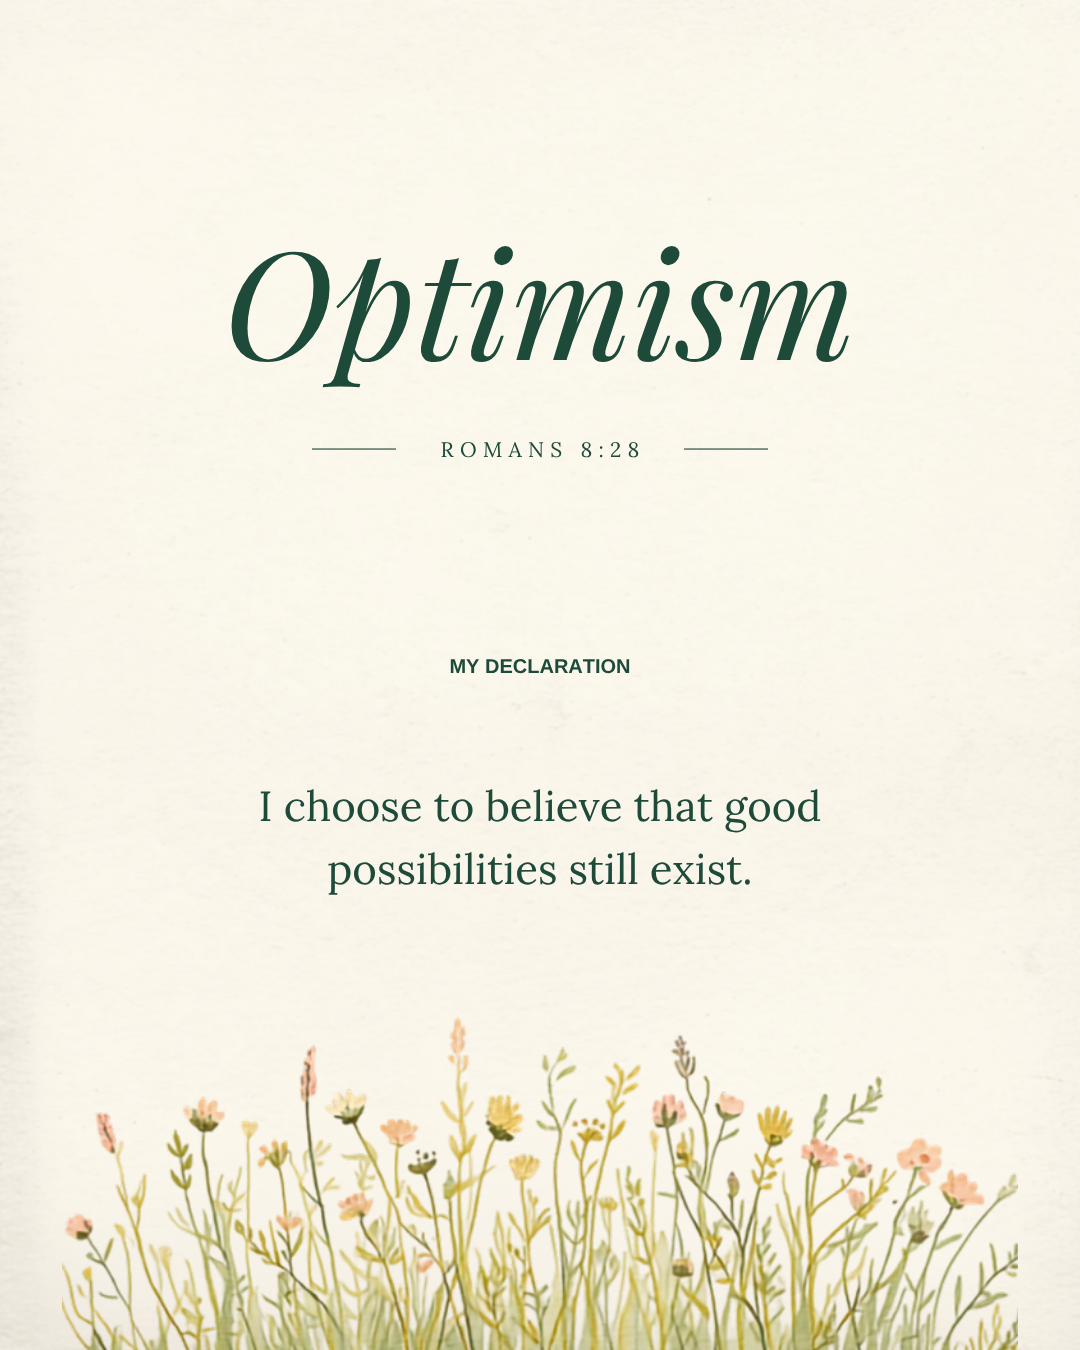 Optimism
ROMANS 8:28
MY DECLARATION
I choose to believe that good
possibilities still exist.